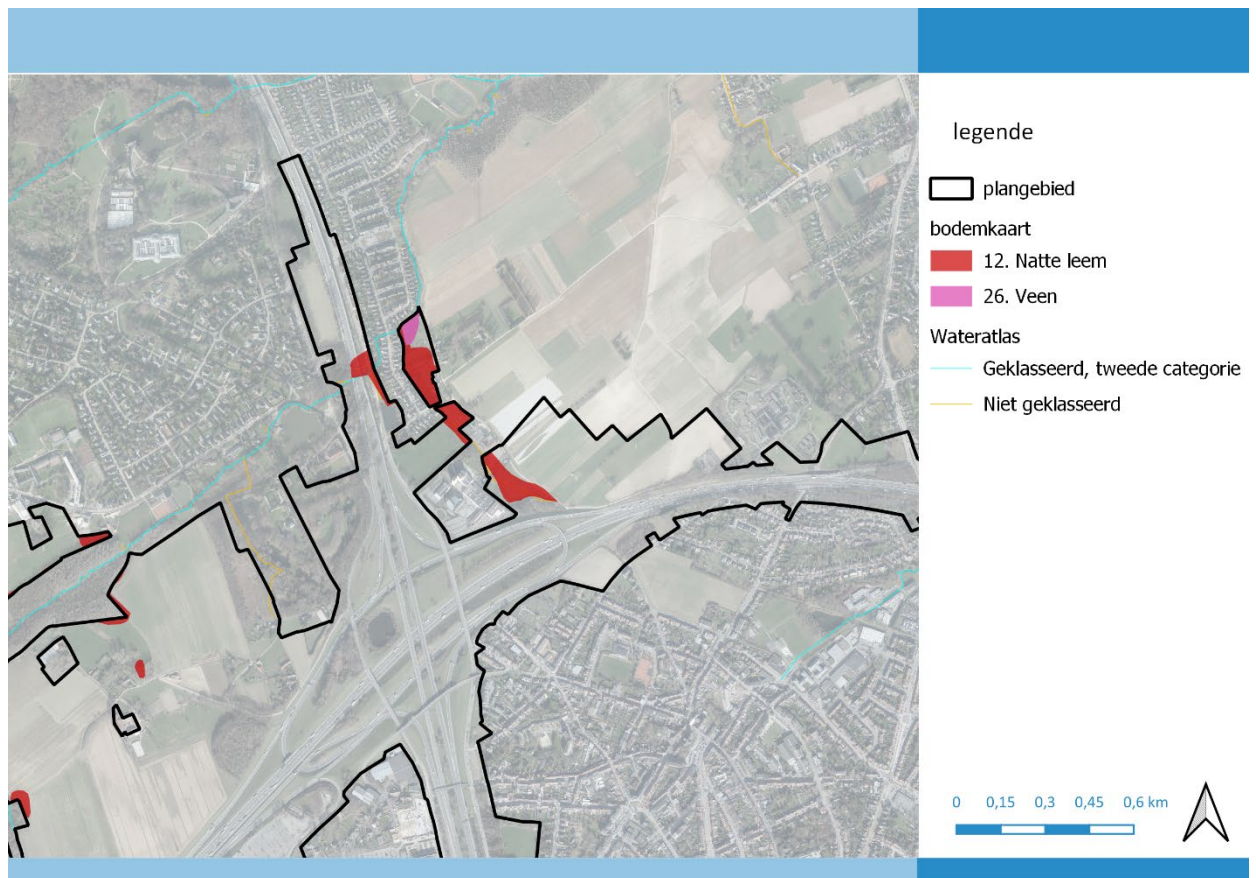 legende
plangebied
bodemkaart
12. Natte leem
26. Veen
Wateratlas
Geklasseerd, tweede categorie
Niet geklasseerd
0 0,15 0,3 0,45 0,6 km